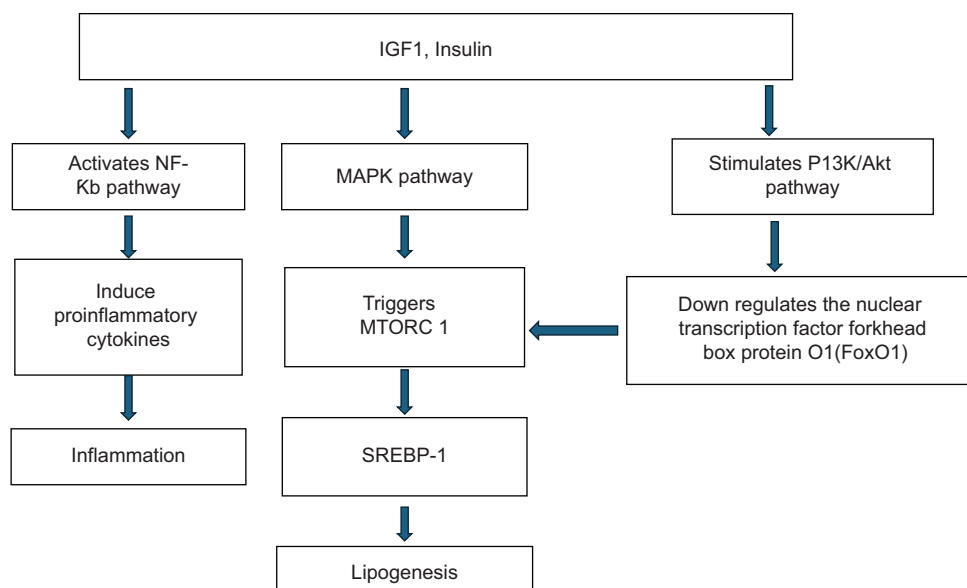 IGF1, Insulin
Activates NF-
Kb pathway
MAPK pathway
Stimulates P13K/Akt
pathway
Induce
proinflammatory
cytokines
Triggers
MTORC 1
Down regulates the nuclear
transcription factor forkhead
box protein O1(FoxO1)
Inflammation
SREBP-1
Lipogenesis